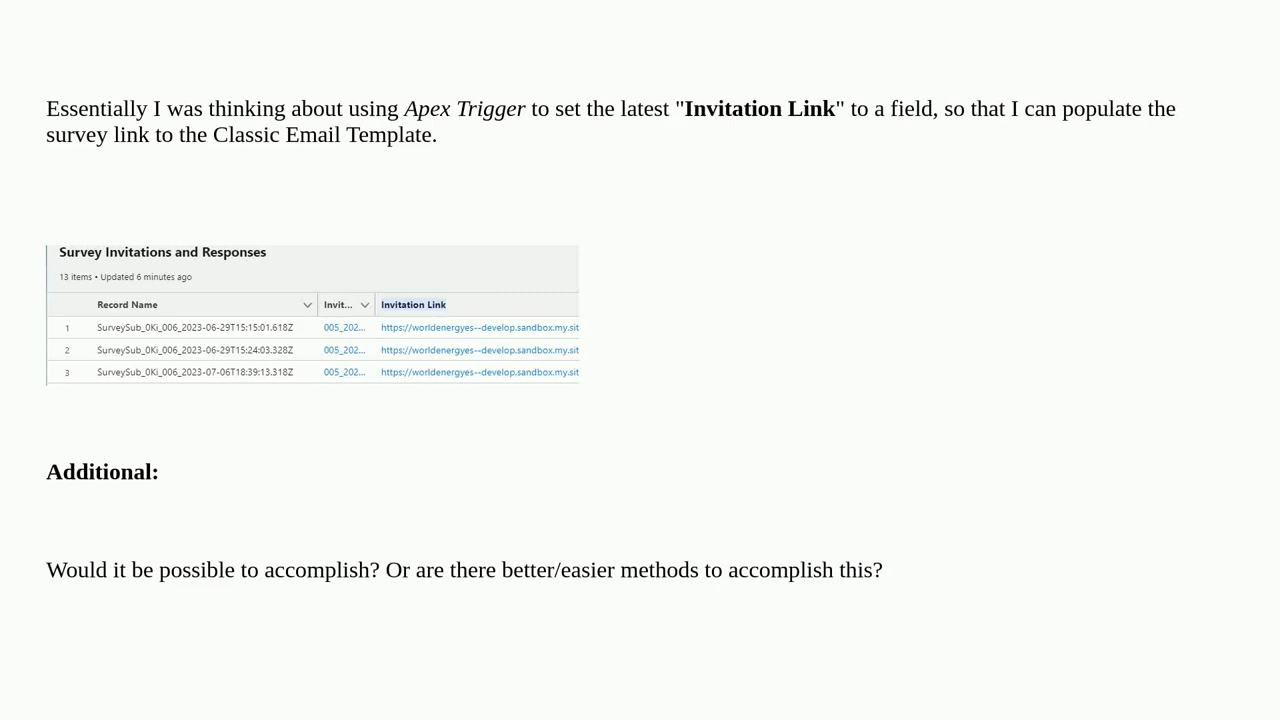 Essentially I was thinking about using Apex Trigger to set the latest "Invitation Link" to a field, so that I can populate the
survey link to the Classic Email Template.
Survey Invitations and Responses
13 items • Updated 6 minutes ago
Record Name Invit... Invitation Link
1 SurveySub_0Ki_006_2023-06-29T15:15:01.618Z 005_202... https://worldenergyes--develop.sandbox.my.sit
2 SurveySub_0Ki_006_2023-06-29T15:24:03.328Z 005_202... https://worldenergyes--develop.sandbox.my.sit
3 SurveySub_0Ki_006_2023-07-06T18:39:13.318Z 005_202... https://worldenergyes--develop.sandbox.my.sit
Additional:
Would it be possible to accomplish? Or are there better/easier methods to accomplish this?